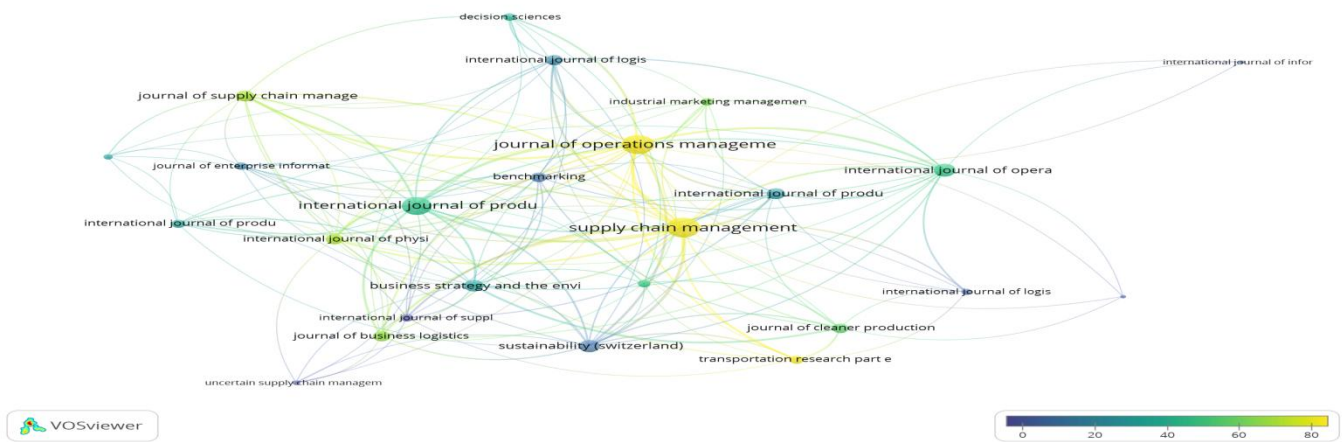 decision sciences
international journal of logis
international journal of infor
journal of supply chain manage
industrial marketing managemen
journal of operations manageme
journal of enterprise informat
international journal of opera
benchmarking
international journal of produ
international journal of produ
international journal of produ
supply chain management
international journal of physi
business strategy and the envi
international journal of logis
international journal of suppl
journal of business logistics
journal of cleaner production
sustainability (switzerland)
transportation research part e
uncertain supply chain managem
VOSviewer
0 20 40 60 80